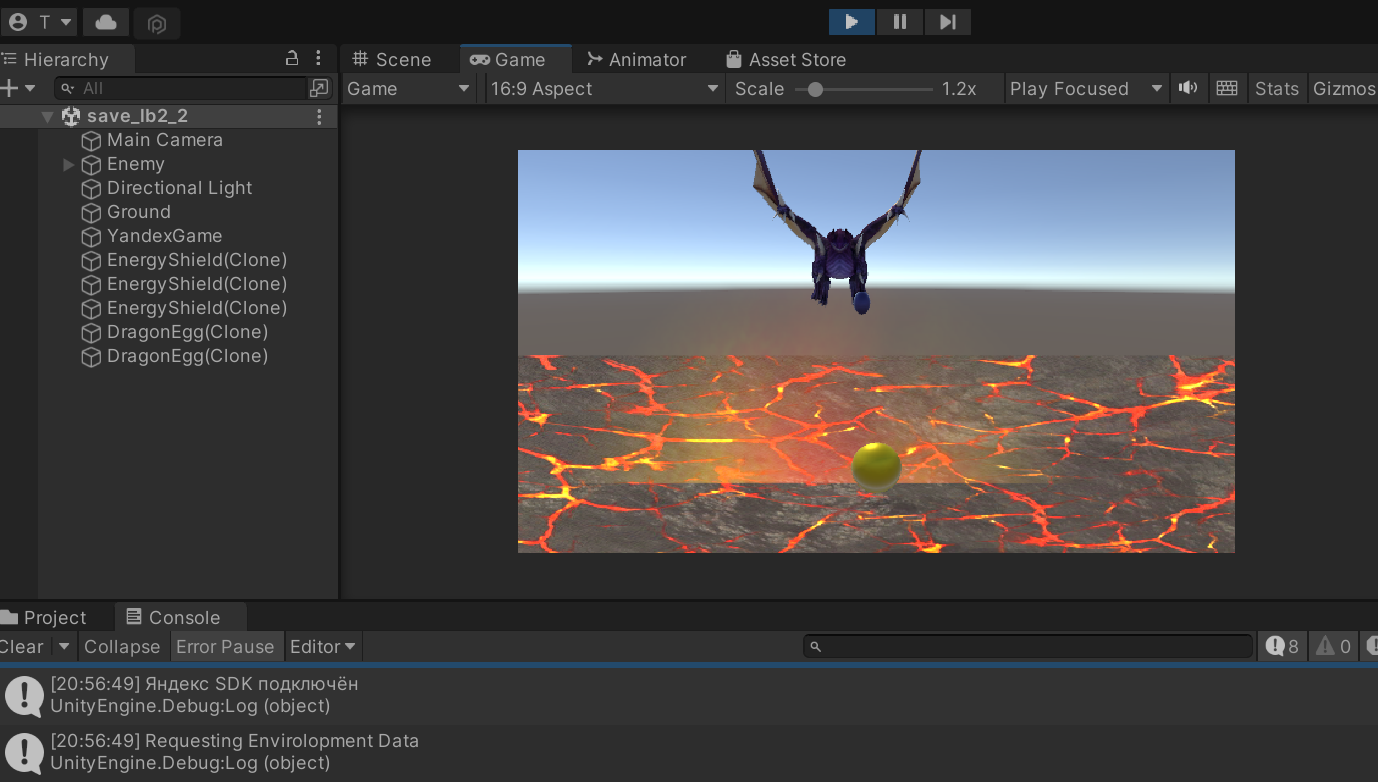 T
Hierarchy
All
save_lb2_2
Main Camera
Enemy
Directional Light
Ground
YandexGame
EnergyShield(Clone)
EnergyShield(Clone)
EnergyShield(Clone)
DragonEgg(Clone)
DragonEgg(Clone)
Scene Game Animator Asset Store
Game 16:9 Aspect Scale 1.2x Play Focused Stats Gizmos
Project Console
Clear Collapse Error Pause Editor 8 0
[20:56:49] Яндекс SDK подключён
UnityEngine.Debug:Log (object)
[20:56:49] Requesting Envirolopment Data
UnityEngine.Debug:Log (object)